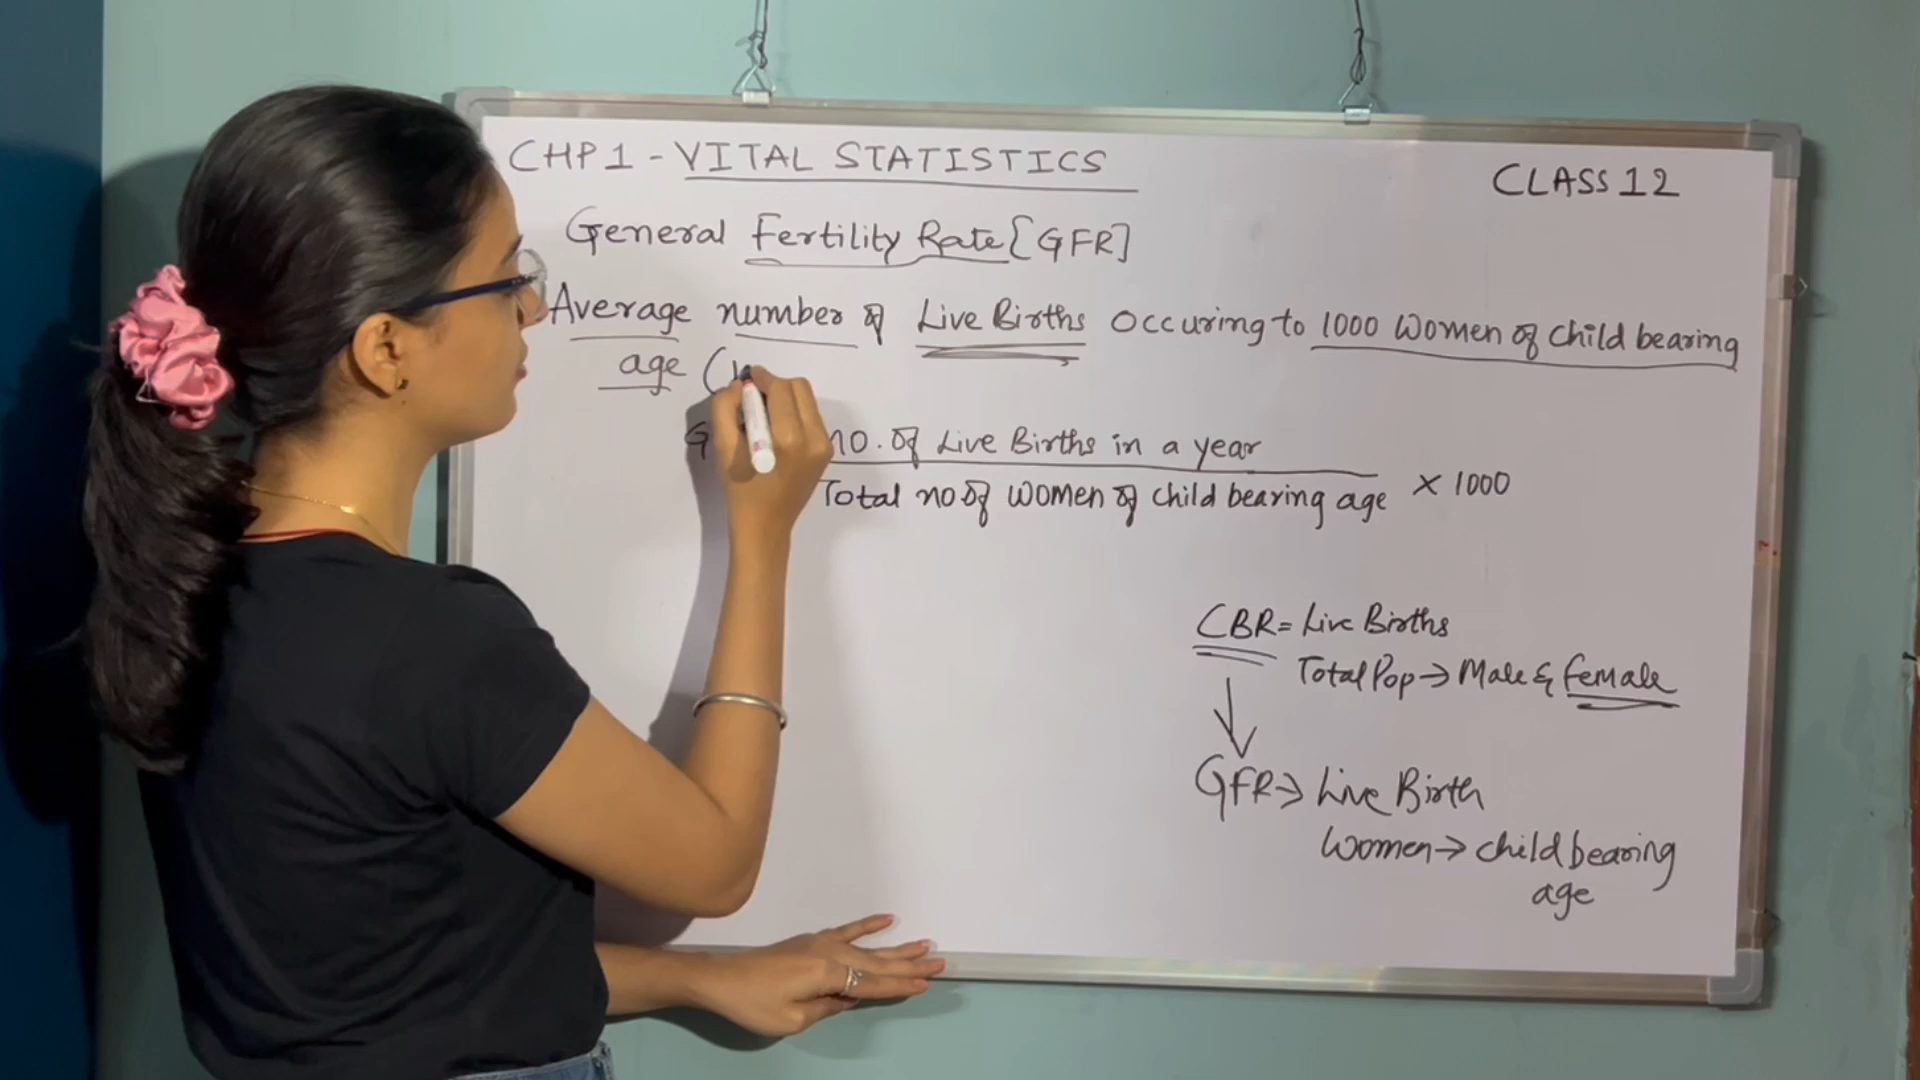 CHP 1 - VITAL STATISTICS
CLASS 12
General Fertility Rate [GFR]
Average number of Live Births occuring to 1000 women of child bearing
age (1
G
no. of Live Births in a year
Total no of women of child bearing age × 1000
CBR = Live Births
Total Pop → Male & female
GFR → Live Birth
Women → child bearing
age